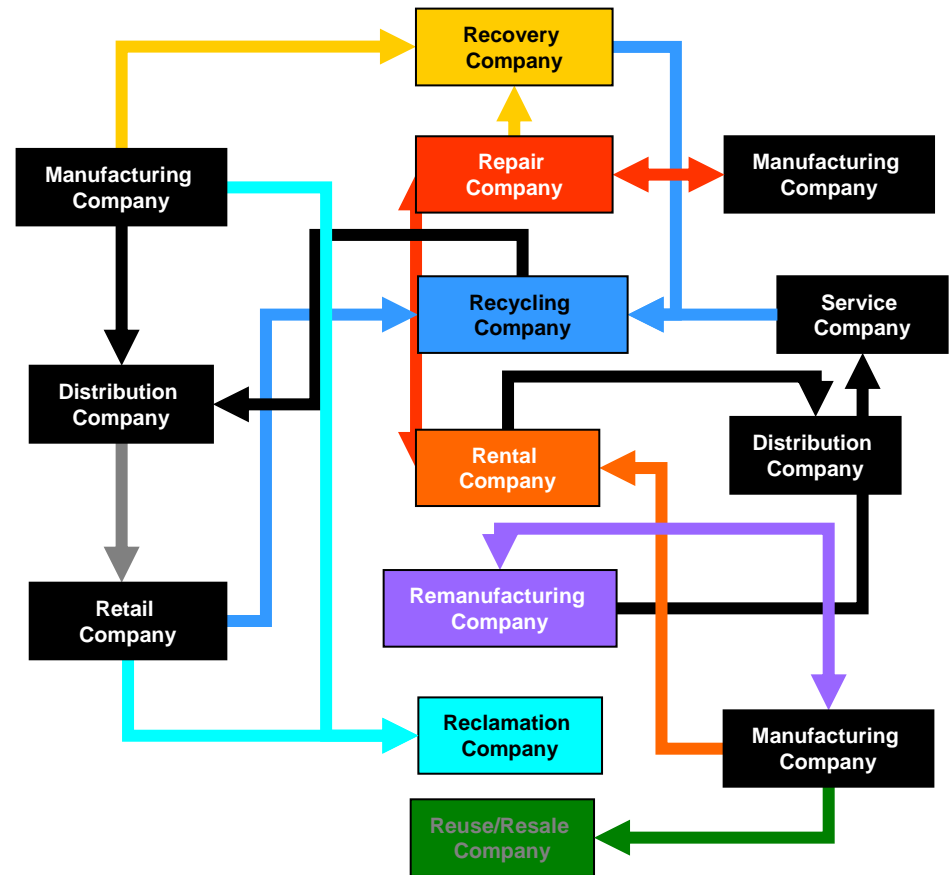 Recovery
Company
Repair
Company
Manufacturing
Company
Manufacturing
Company
Recycling
Company
Service
Company
Distribution
Company
Rental
Company
Distribution
Company
Retail
Company
Remanufacturing
Company
Reclamation
Company
Manufacturing
Company
Reuse/Resale
Company